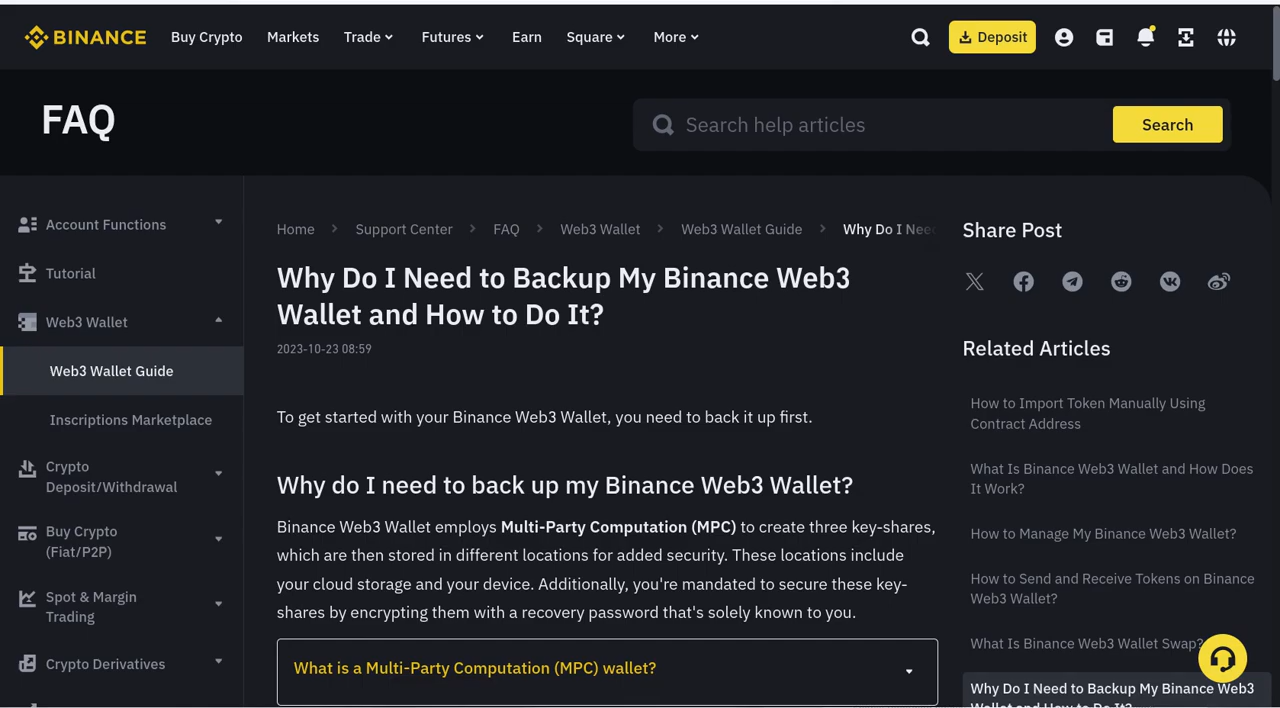 BINANCE Buy Crypto Markets Trade Futures Earn Square More Deposit
FAQ
Search help articles Search
Account Functions
Tutorial
Web3 Wallet
Web3 Wallet Guide
Inscriptions Marketplace
Crypto
Deposit/Withdrawal
Buy Crypto
(Fiat/P2P)
Spot & Margin
Trading
Crypto Derivatives
Home Support Center FAQ Web3 Wallet Web3 Wallet Guide Why Do I Need
Why Do I Need to Backup My Binance Web3
Wallet and How to Do It?
2023-10-23 08:59
To get started with your Binance Web3 Wallet, you need to back it up first.
Why do I need to back up my Binance Web3 Wallet?
Binance Web3 Wallet employs Multi-Party Computation (MPC) to create three key-shares,
which are then stored in different locations for added security. These locations include
your cloud storage and your device. Additionally, you're mandated to secure these key-
shares by encrypting them with a recovery password that's solely known to you.
What is a Multi-Party Computation (MPC) wallet?
Share Post
Related Articles
How to Import Token Manually Using
Contract Address
What Is Binance Web3 Wallet and How Does
It Work?
How to Manage My Binance Web3 Wallet?
How to Send and Receive Tokens on Binance
Web3 Wallet?
What Is Binance Web3 Wallet Swap?
Why Do I Need to Backup My Binance Web3
Wallet and How to Do It?